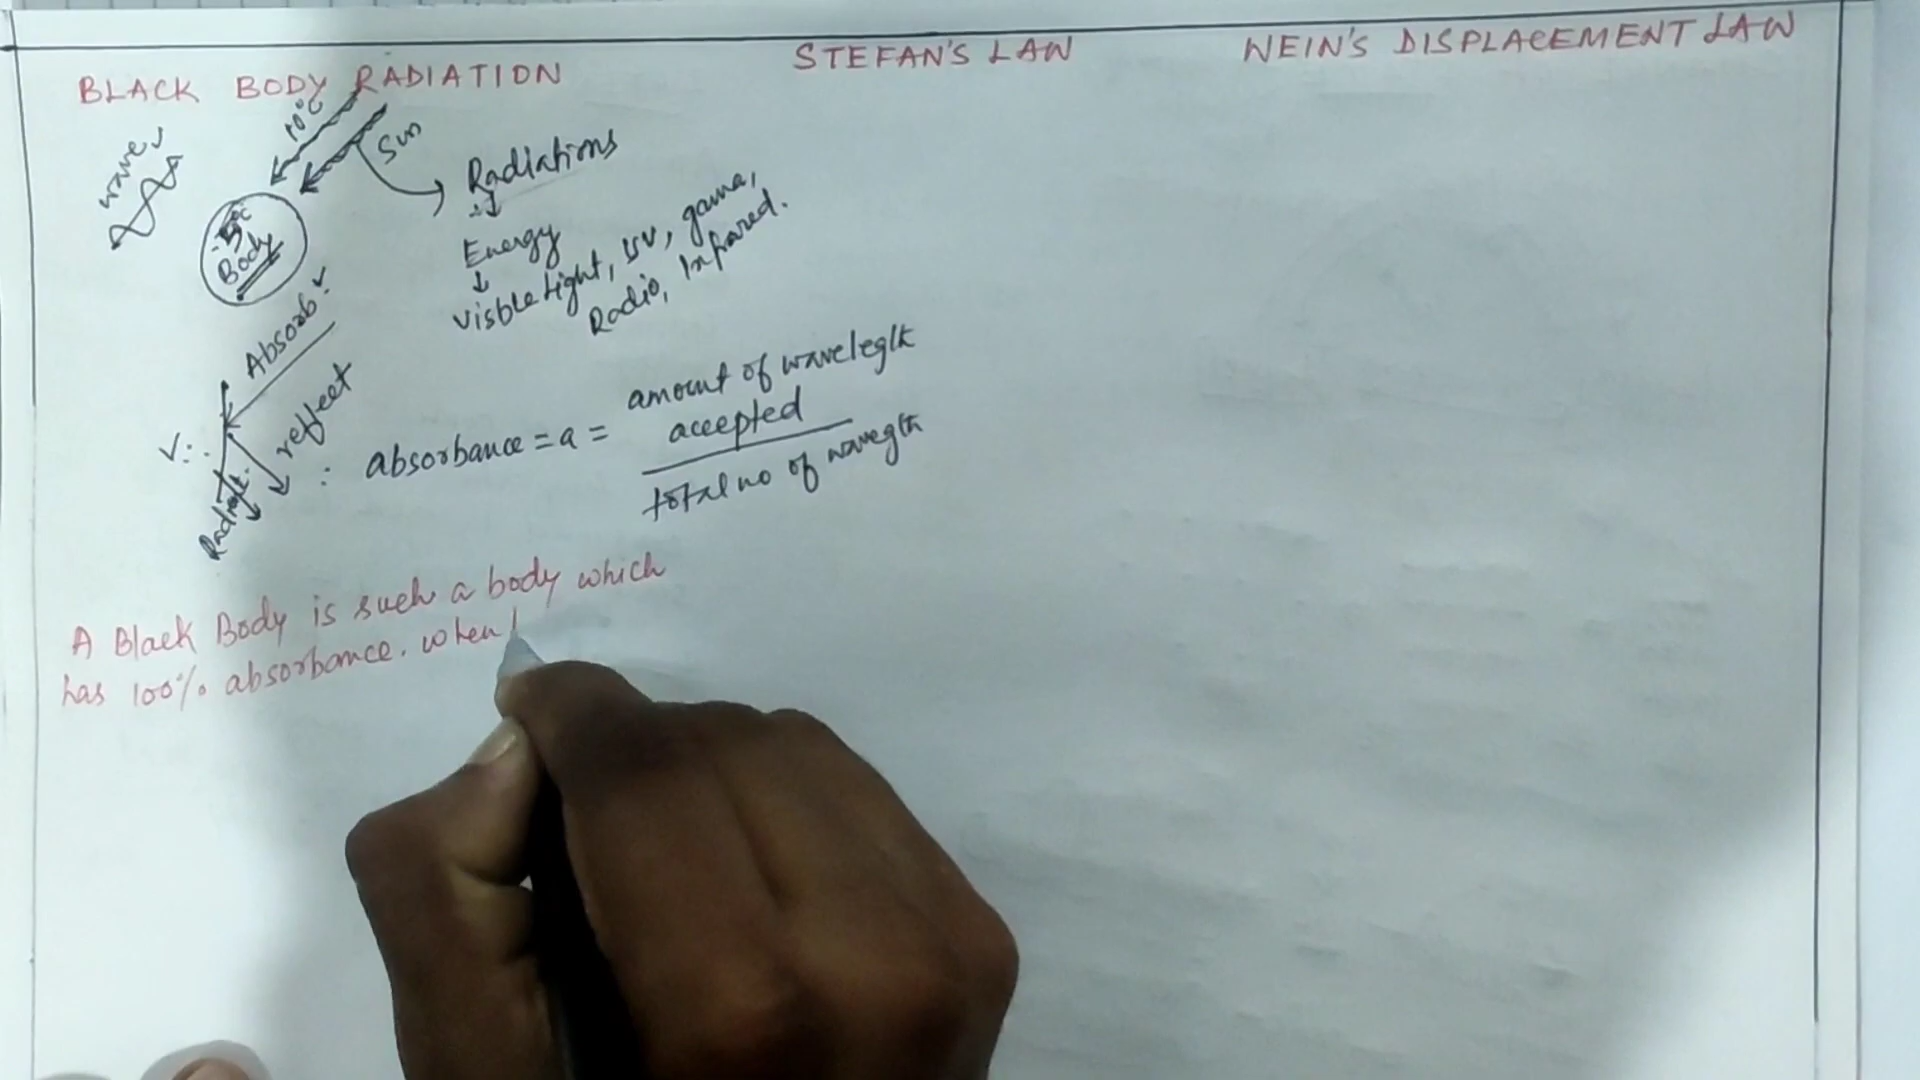 BLACK BODY RADIATION
STEFAN'S LAW
WEIN'S DISPLACEMENT LAW
10°C
Sun
wave
Radiations
Energy
visble light, UV, gama,
Radio, Infrared.
Body
Absorb
refleet
Radiate.
absorbance = a =
amount of wavelegth
accepted
total no of wavegth
A Black Body is such a body which
has 100% absorbance. when